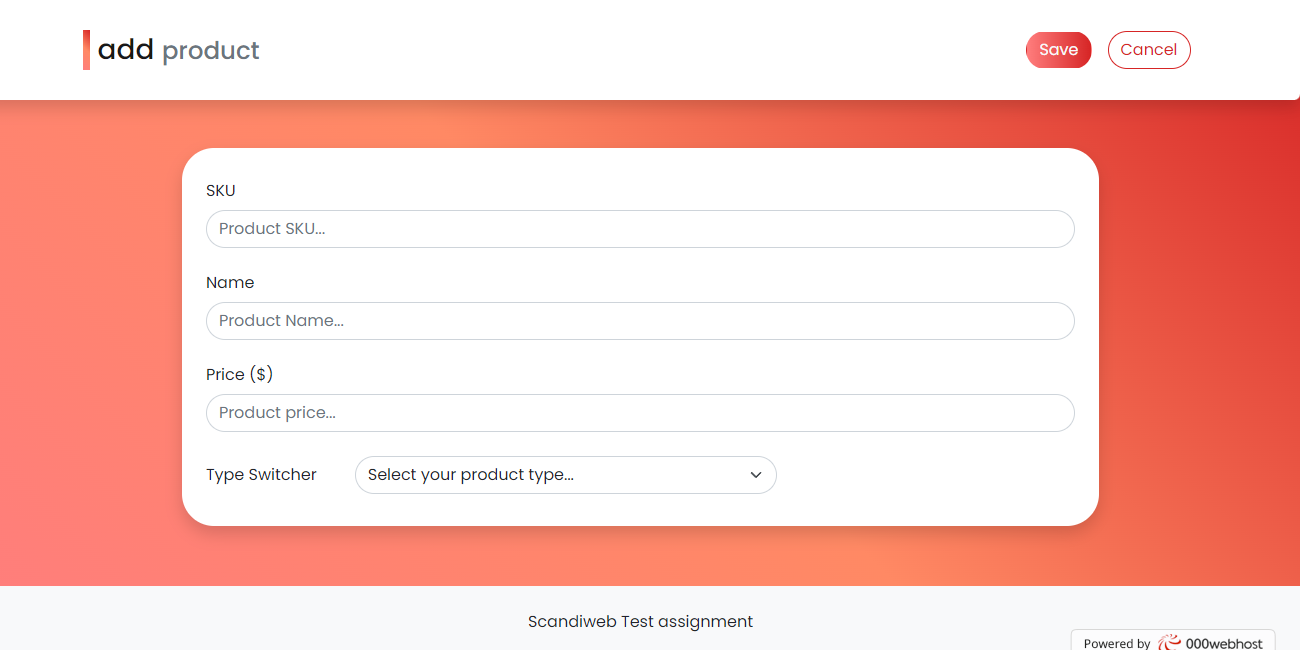 add product
Save
Cancel
SKU
Product SKU...
Name
Product Name...
Price ($)
Product price...
Type Switcher
Select your product type...
Scandiweb Test assignment
Powered by 000webhost